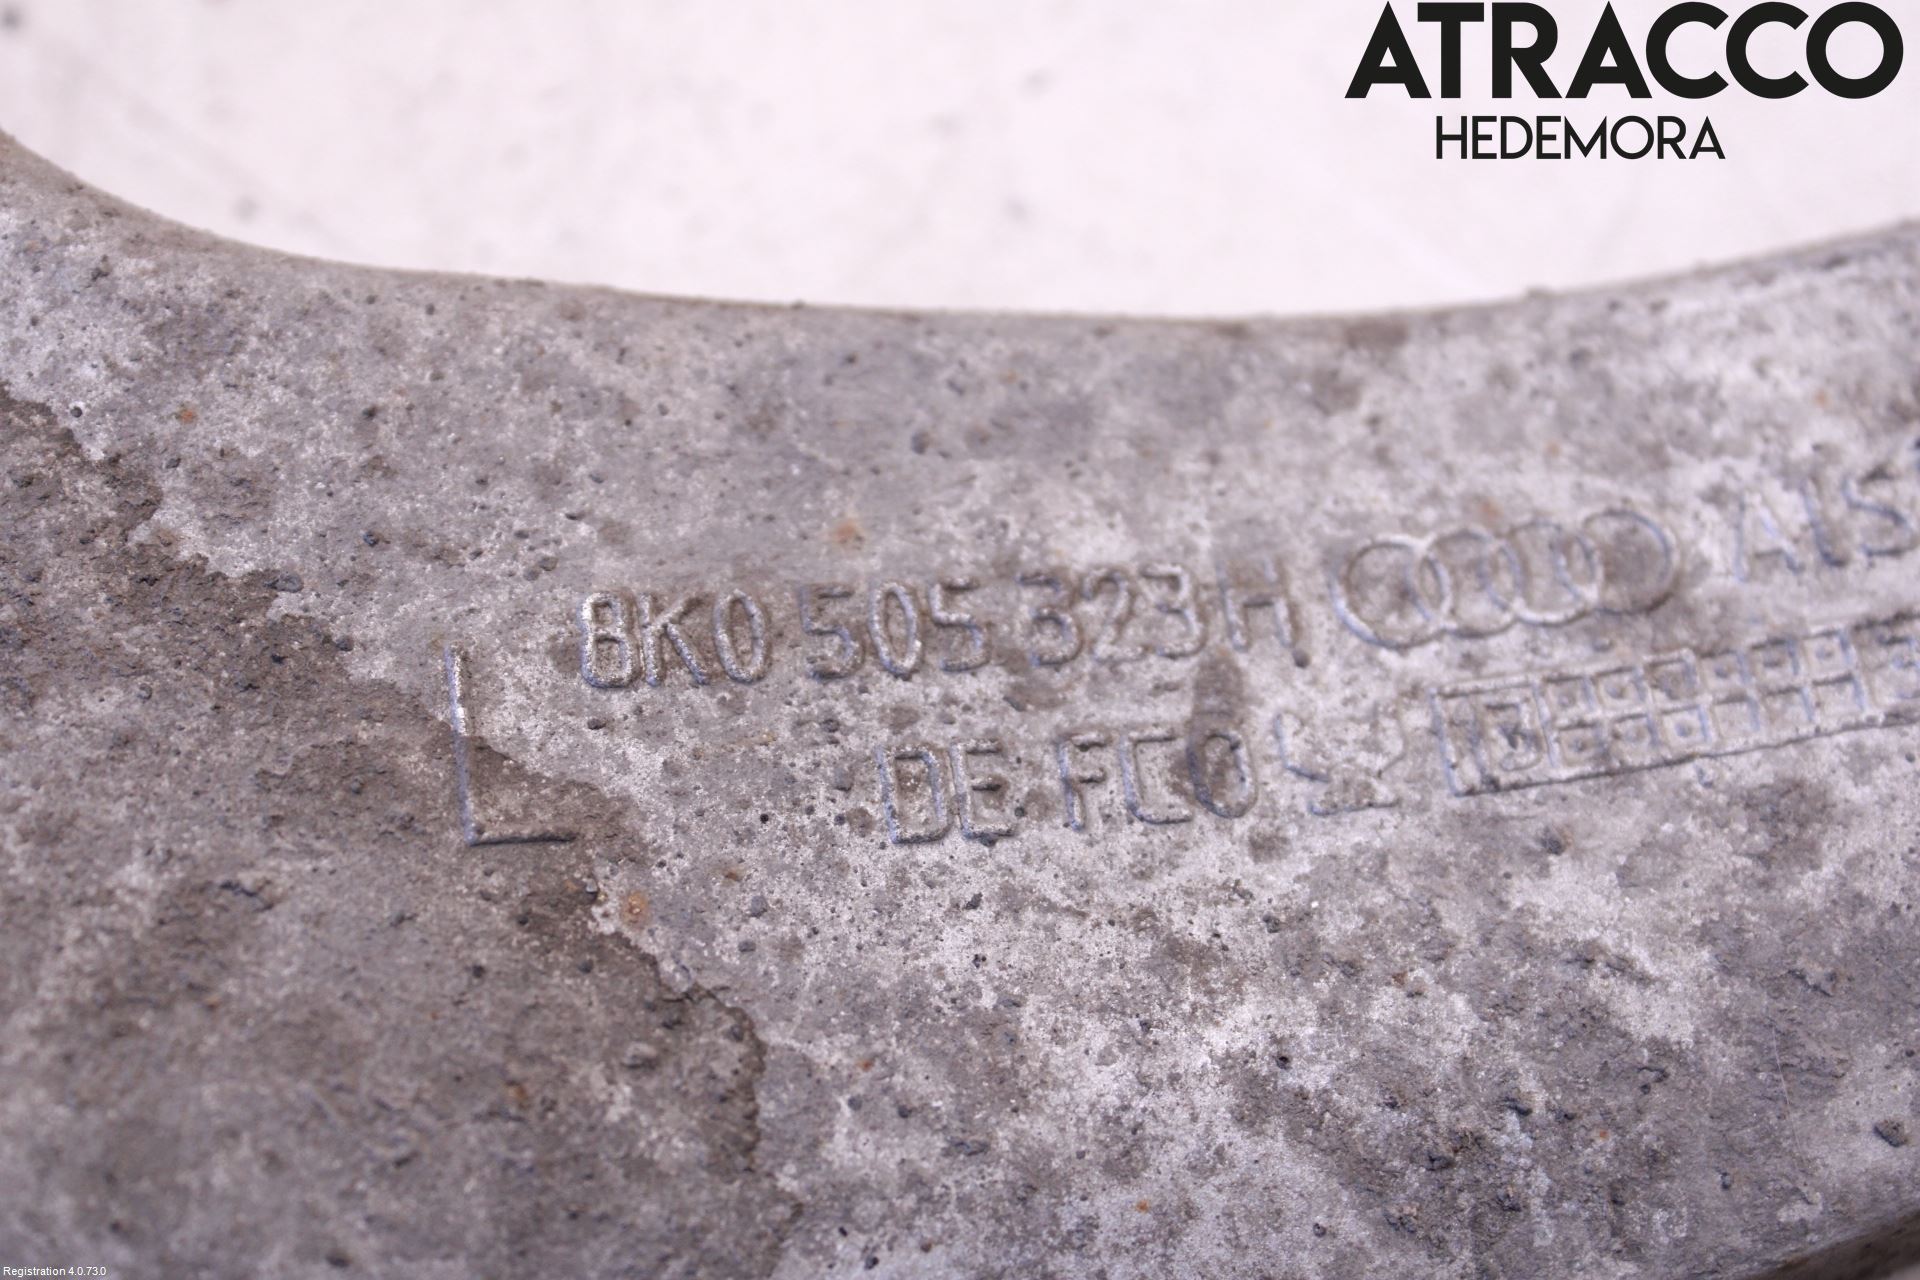 ATRACCO
HEDEMORA
8K0 505 323 H
L
DE FCO
Registration 4.0.73.0